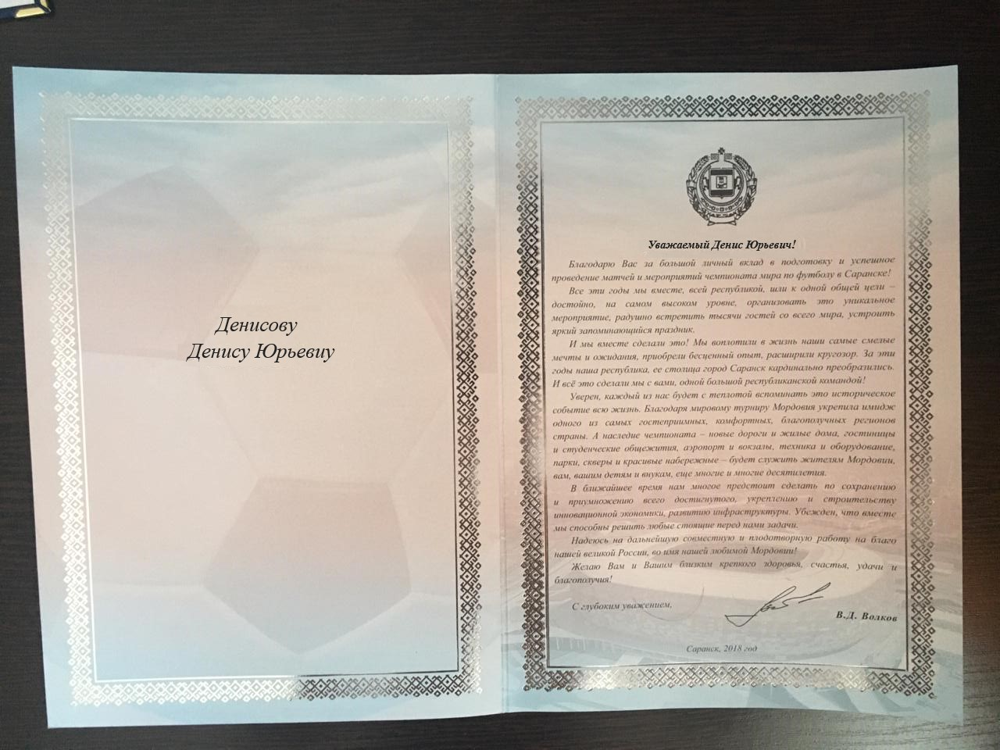 Денисову
Денису Юрьевиу
Уважаемый Денис Юрьевич!
Благодарю Вас за большой личный вклад в подготовку и успешное
проведение матчей и мероприятий чемпионата мира по футболу в Саранске!
Все эти годы мы вместе, всей республикой, шли к одной общей цели –
достойно, на самом высоком уровне, организовать это уникальное
мероприятие, радушно встретить тысячи гостей со всего мира, устроить
яркий запоминающийся праздник.
И мы вместе сделали это! Мы воплотили в жизнь наши самые смелые
мечты и ожидания, приобрели бесценный опыт, расширили кругозор. За эти
годы наша республика, ее столица город Саранск кардинально преобразились.
И всё это сделали мы с вами, одной большой республиканской командой!
Уверен, каждый из нас будет с теплотой вспоминать это историческое
событие всю жизнь. Благодаря мировому турниру Мордовия укрепила имидж
одного из самых гостеприимных, комфортных, благополучных регионов
страны. А наследие чемпионата – новые дороги и жилые дома, гостиницы
и студенческие общежития, аэропорт и вокзалы, техника и оборудование,
парки, скверы и красивые набережные – будет служить жителям Мордовии,
вам, вашим детям и внукам, еще многие и многие десятилетия.
В ближайшее время нам многое предстоит сделать по сохранению
и приумножению всего достигнутого, укреплению и строительству
инновационной экономики, развитию инфраструктуры. Убежден, что вместе
мы способны решить любые стоящие перед нами задачи.
Надеюсь на дальнейшую совместную и плодотворную работу на благо
нашей великой России, во имя нашей любимой Мордовии!
Желаю Вам и Вашим близким крепкого здоровья, счастья, удачи и
благополучия!
С глубоким уважением,
В.Д. Волков
Саранск, 2018 год